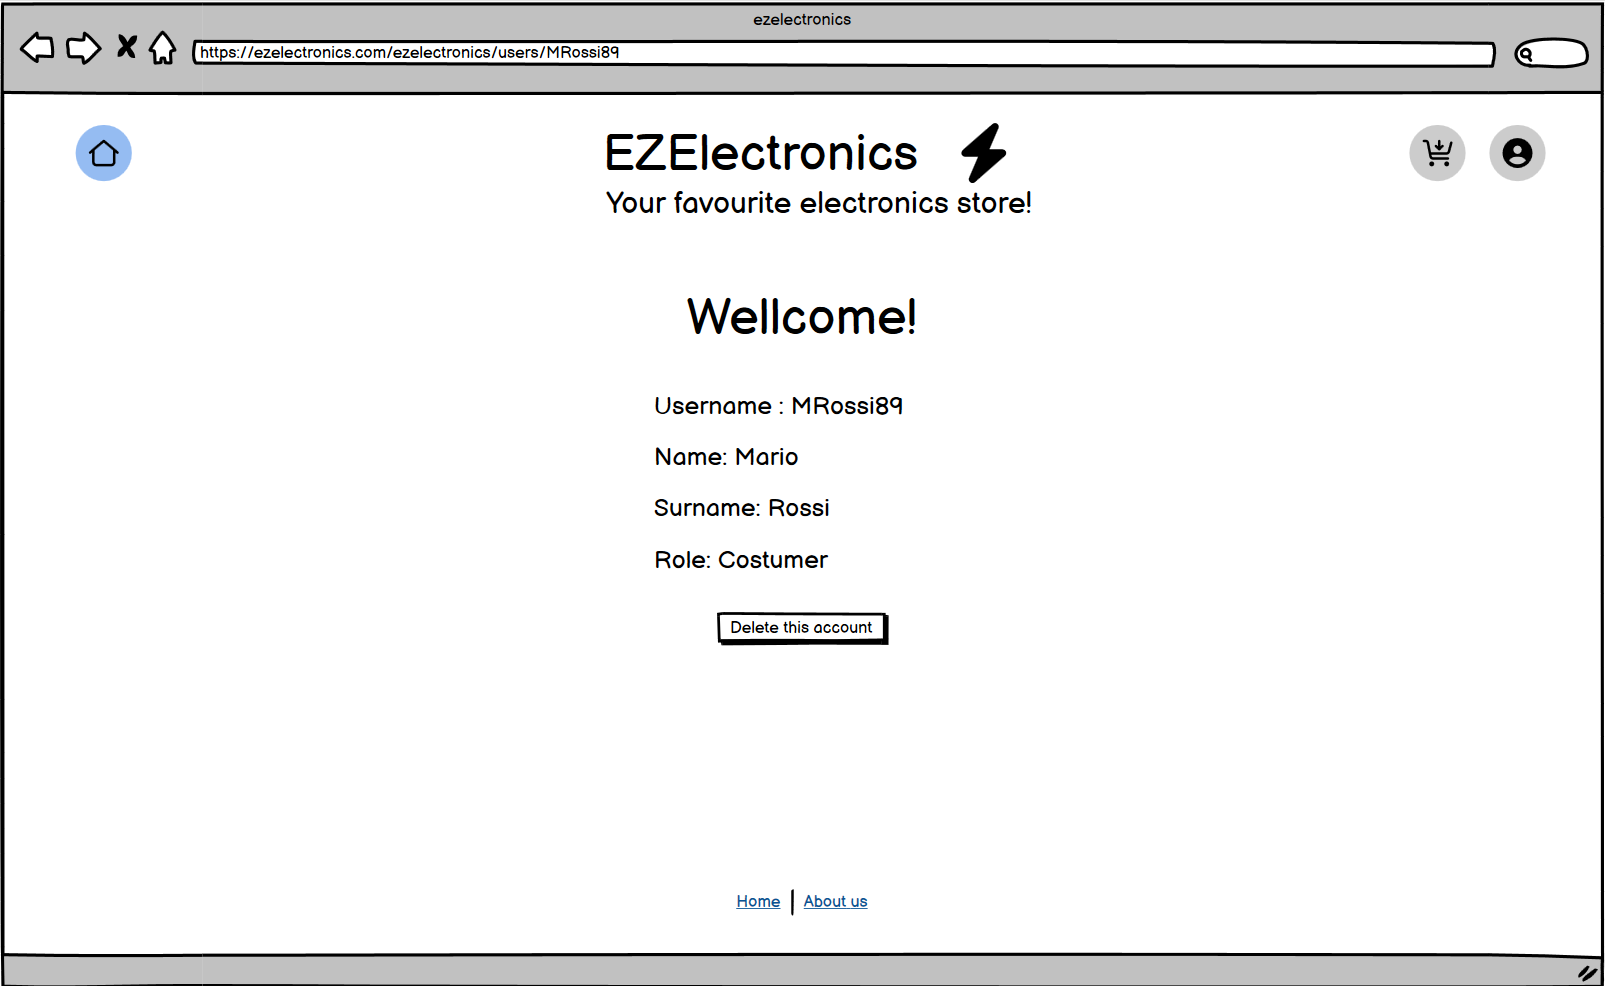 ezelectronics
https://ezelectronics.com/ezelectronics/users/MRossi89
EZElectronics
Your favourite electronics store!
Wellcome!
Username : MRossi89
Name: Mario
Surname: Rossi
Role: Costumer
Delete this account
Home | About us